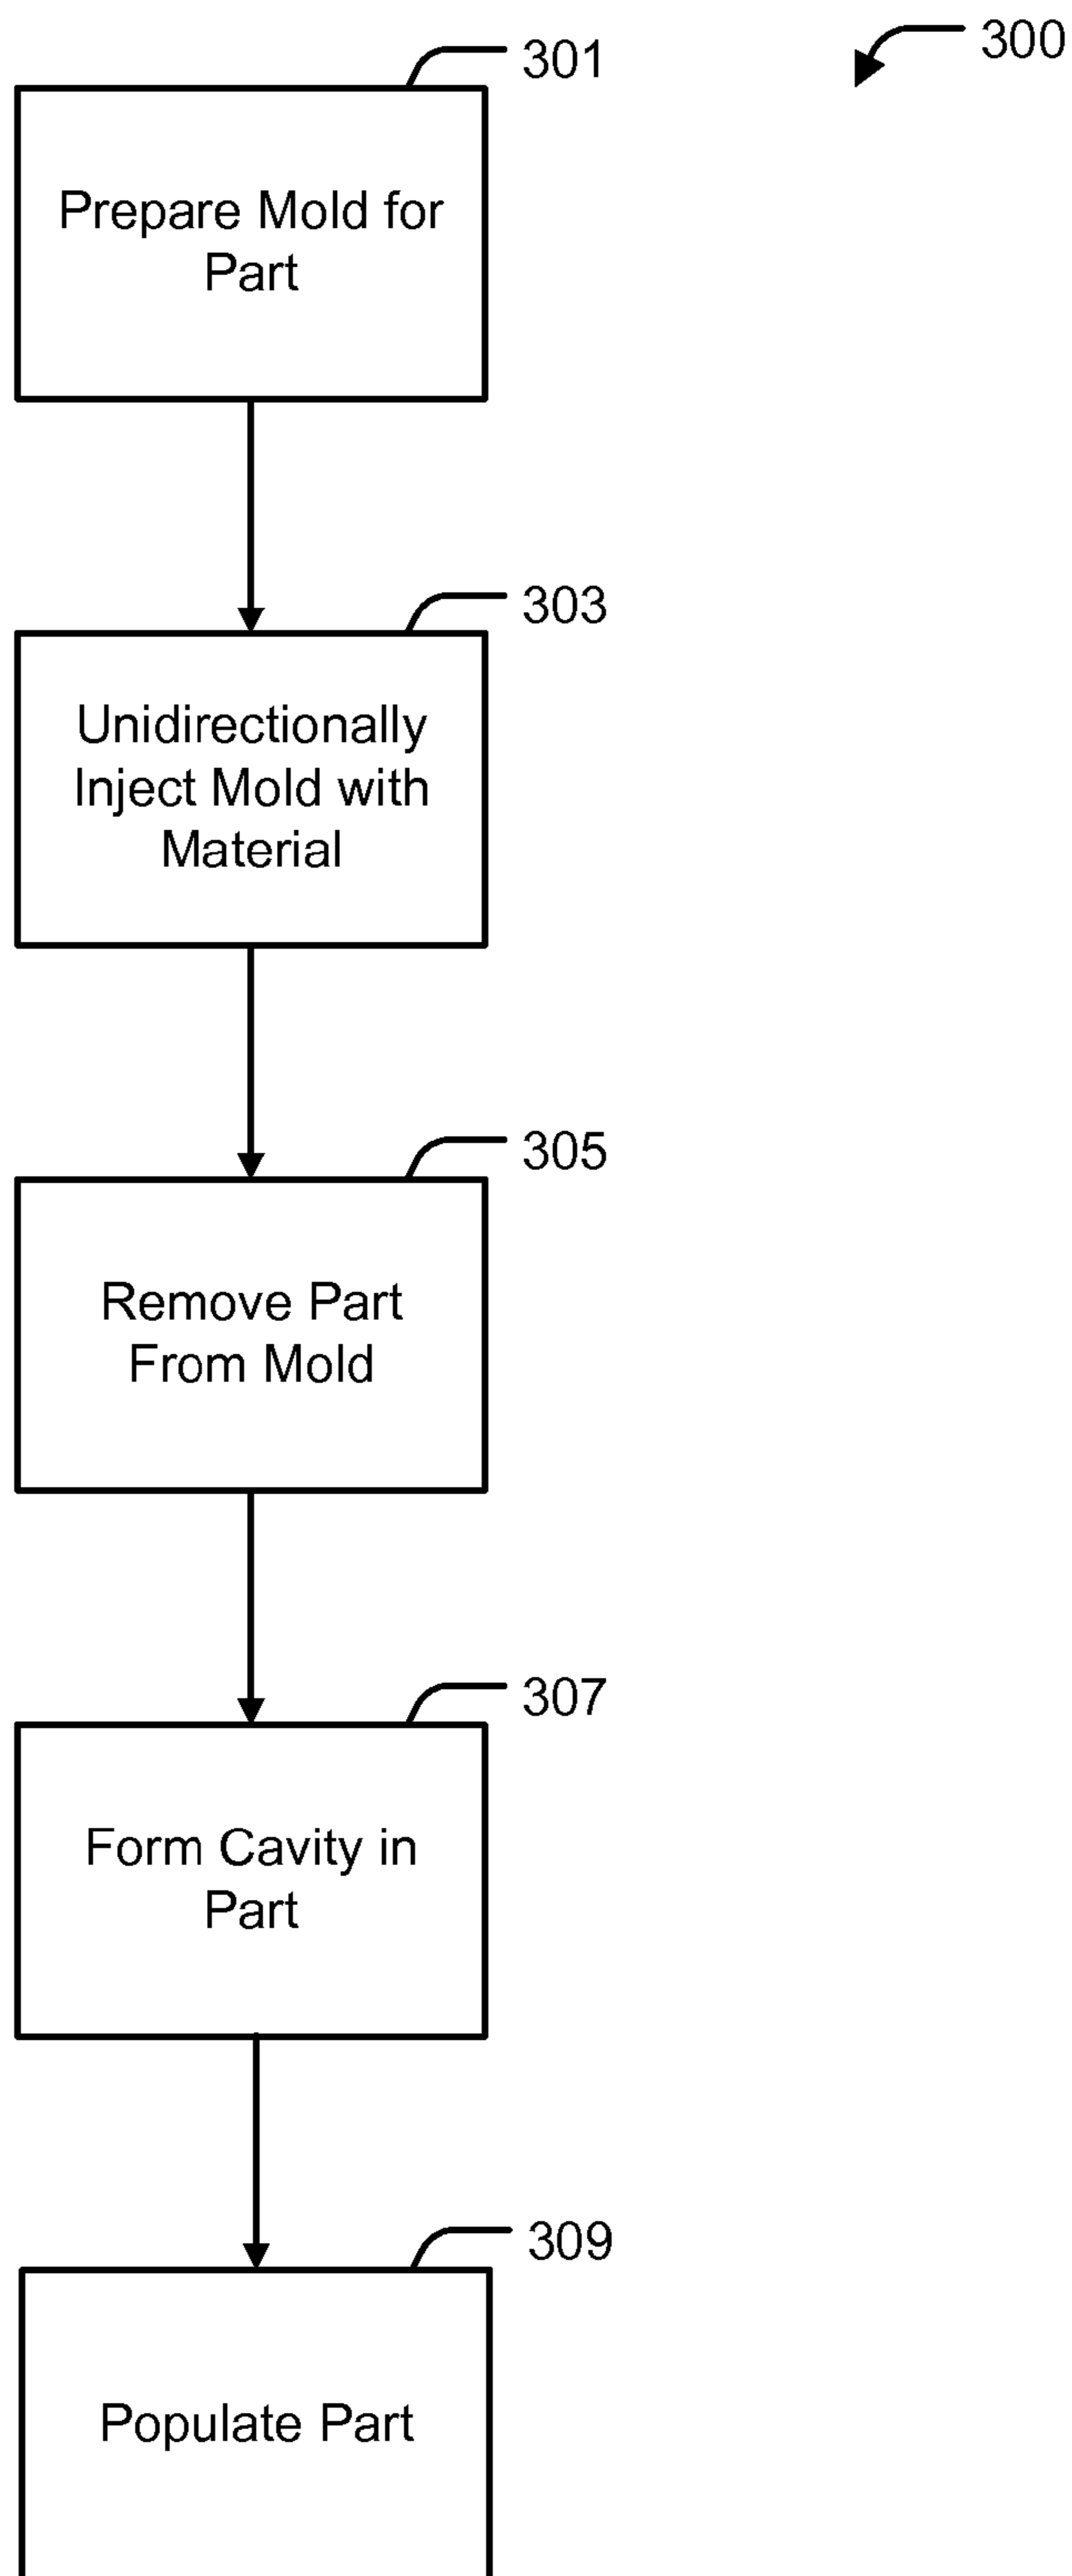 300
301
Prepare Mold for
Part
303
Unidirectionally
Inject Mold with
Material
305
Remove Part
From Mold
307
Form Cavity in
Part
309
Populate Part